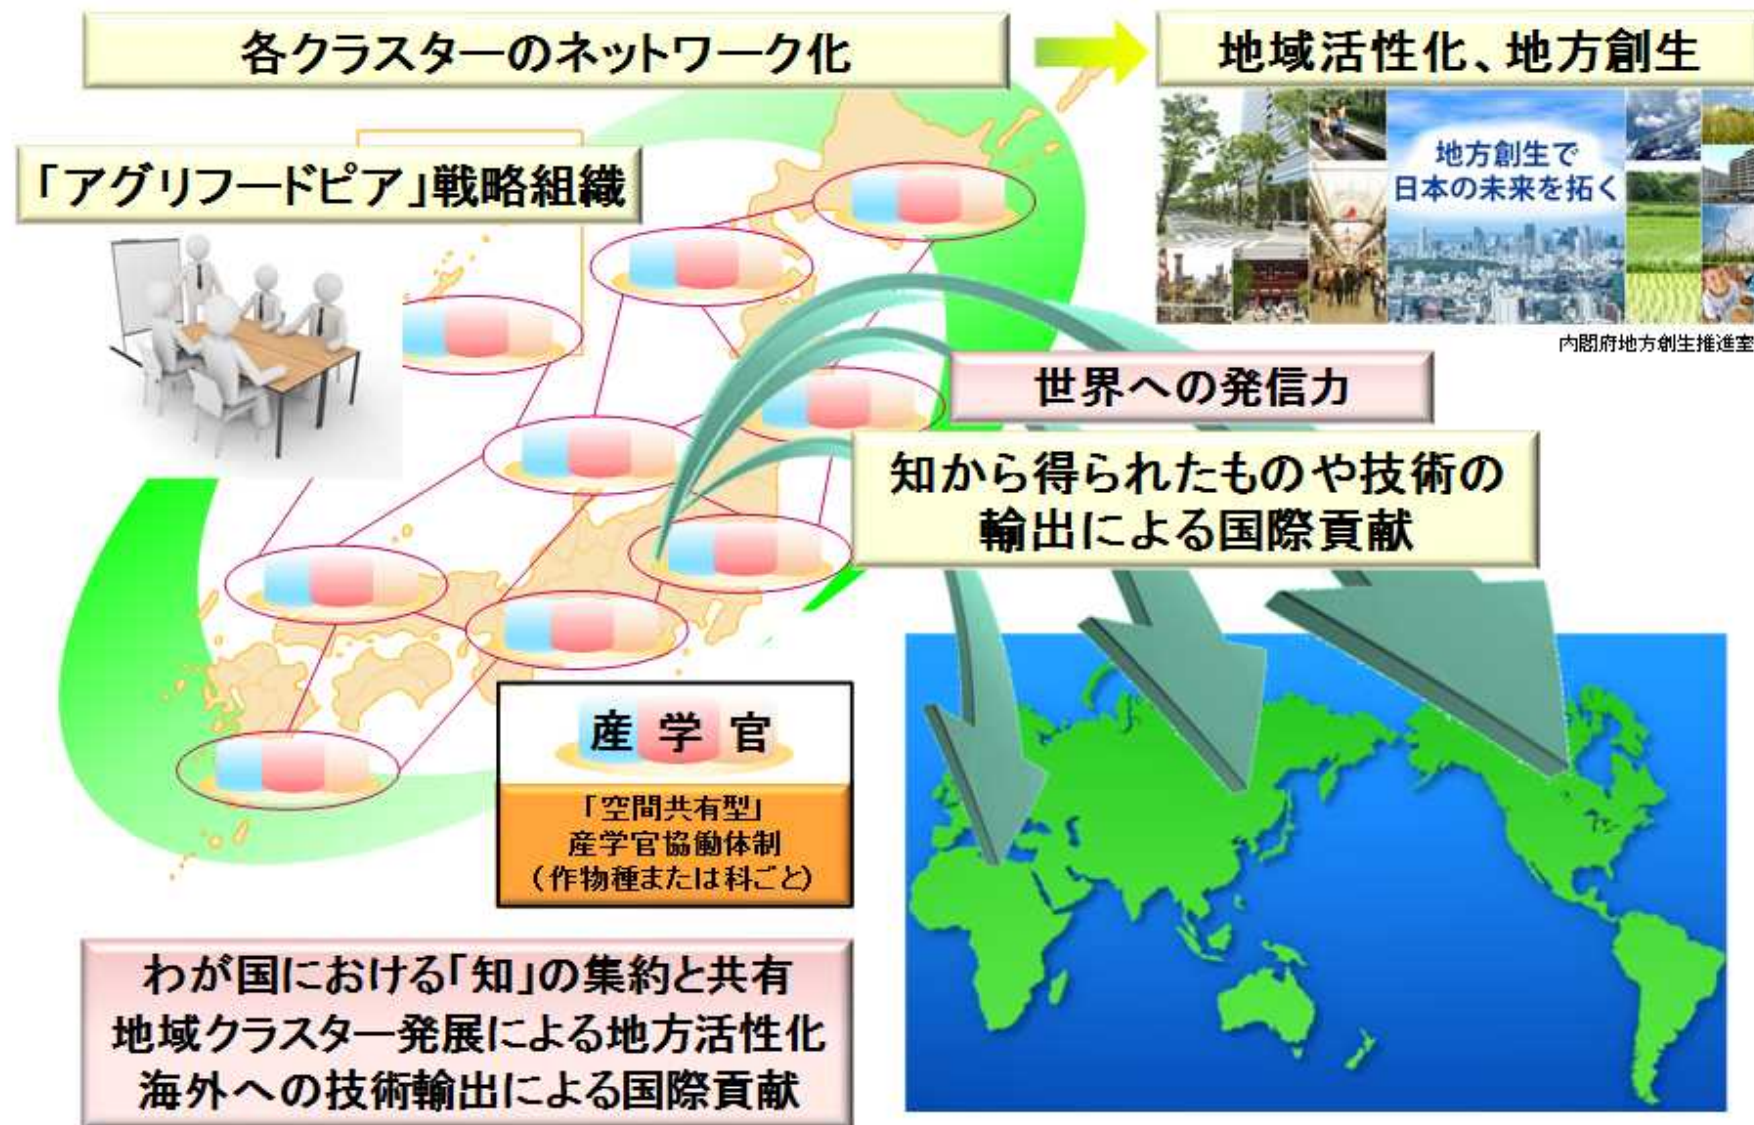 各クラスターのネットワーク化
地域活性化、地方創生
「アグリフードピア」戦略組織
地方創生で
日本の未来を拓く
内閣府地方創生推進室
世界への発信力
知から得られたものや技術の
輸出による国際貢献
産 学 官
「空間共有型」
産学官協働体制
(作物種または科ごと)
わが国における「知」の集約と共有
地域クラスター発展による地方活性化
海外への技術輸出による国際貢献